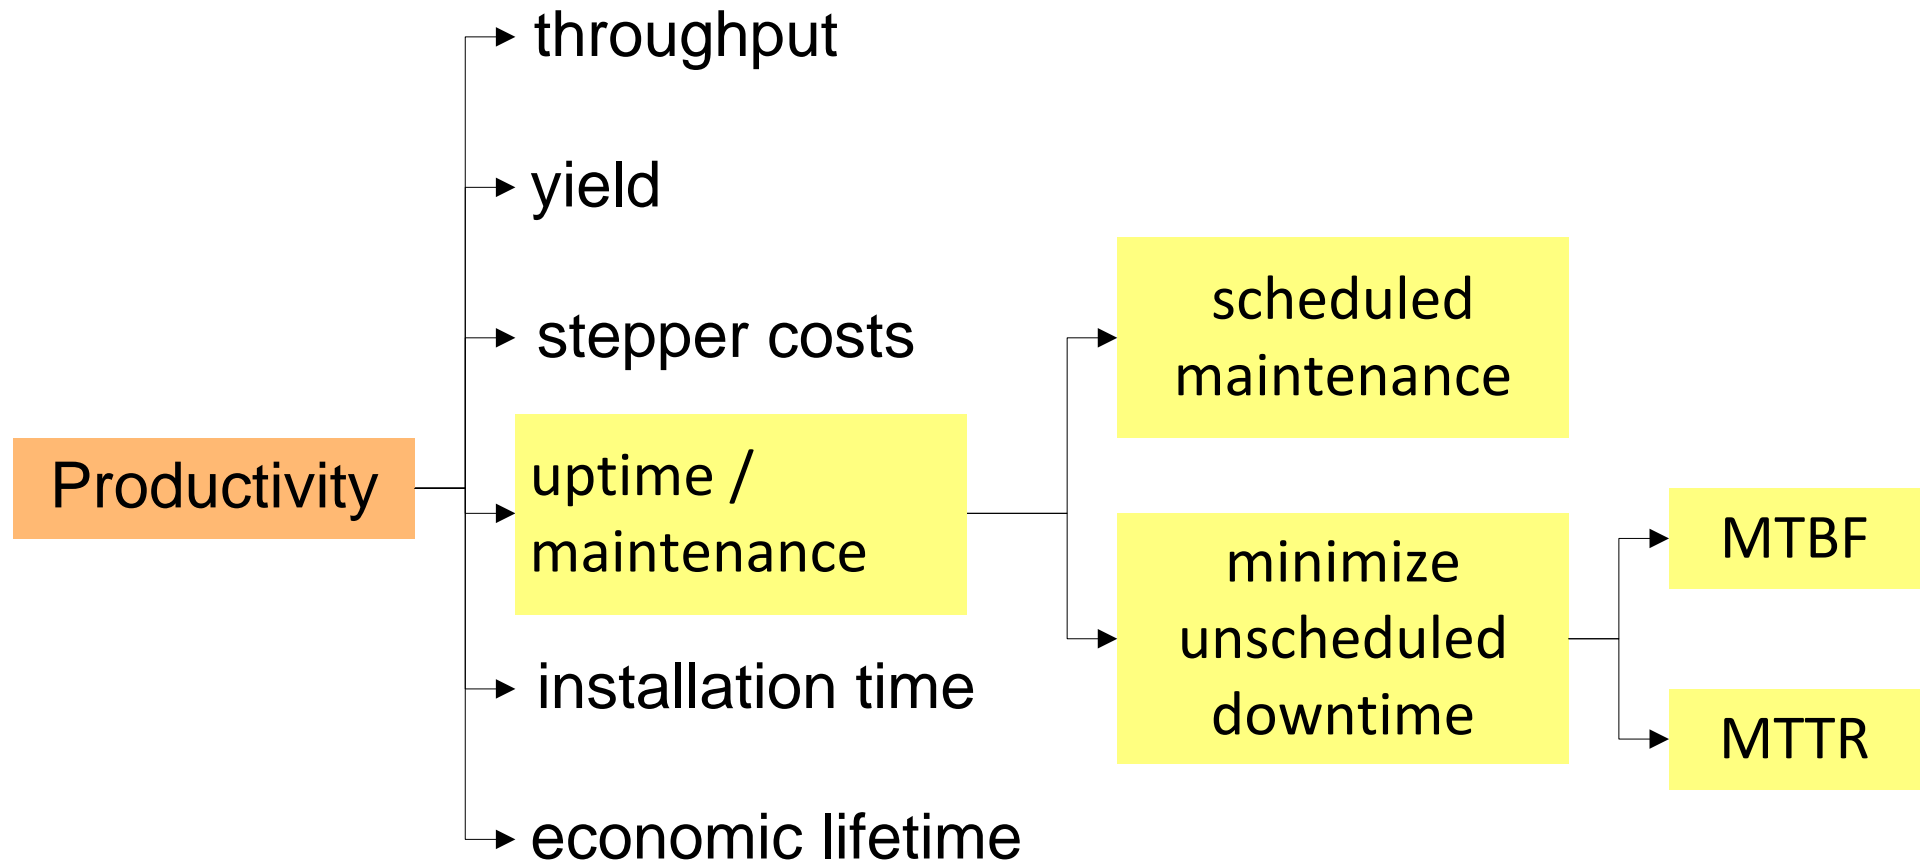 throughput
yield
stepper costs
Productivity
uptime /
maintenance
installation time
economic lifetime
scheduled
maintenance
minimize
unscheduled
downtime
MTBF
MTTR